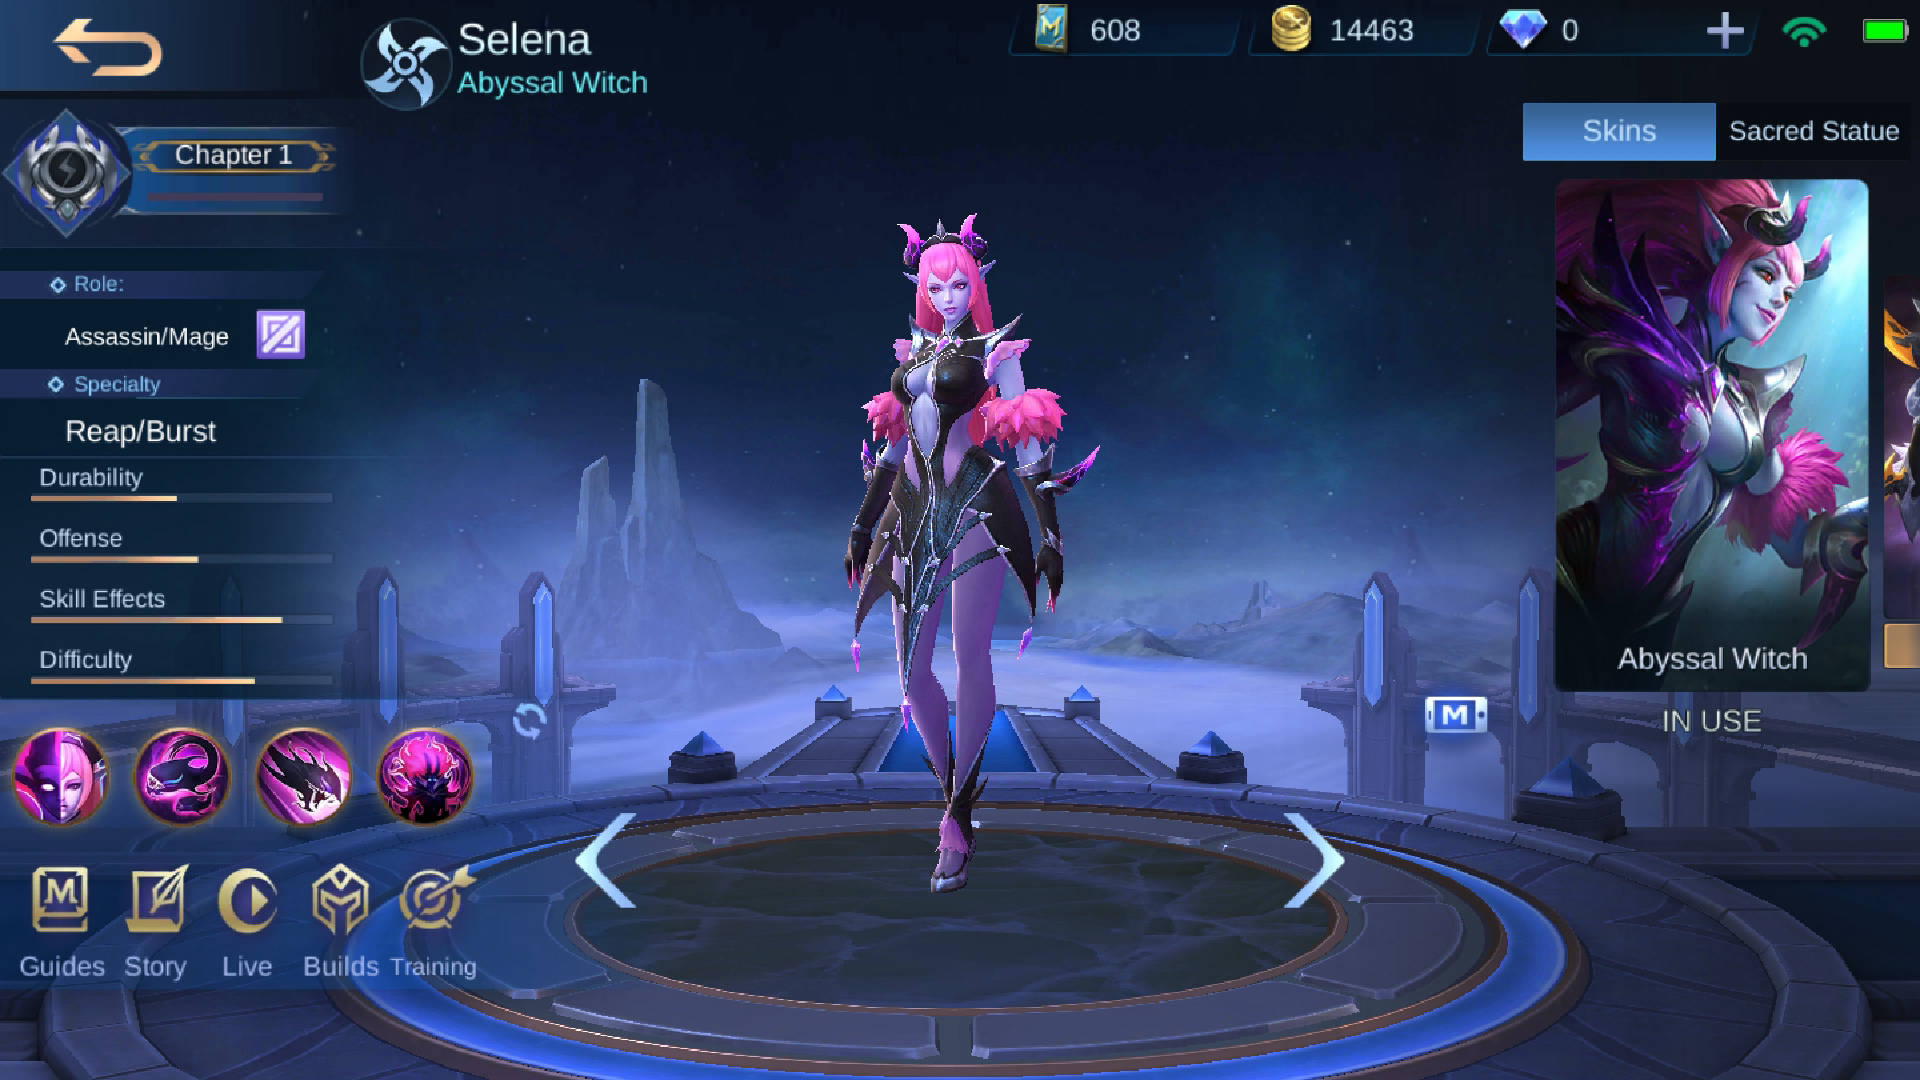 Selena
Abyssal Witch
608
14463
0
Skins
Sacred Statue
Chapter 1
Role:
Assassin/Mage
Specialty
Reap/Burst
Durability
Offense
Skill Effects
Difficulty
Abyssal Witch
IN USE
M
M
Guides
Story
Live
Builds
Training